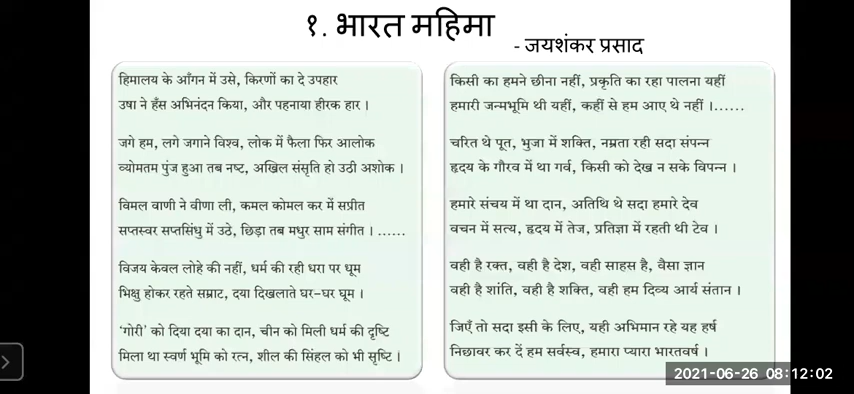 १. भारत महिमा
- जयशंकर प्रसाद
हिमालय के आँगन में उसे, किरणों का दे उपहार
उषा ने हँस अभिनंदन किया, और पहनाया हीरक हार ।
जगे हम, लगे जगाने विश्व, लोक में फैला फिर आलोक
व्योमतम पुंज हुआ तब नष्ट, अखिल संसृति हो उठी अशोक ।
विमल वाणी ने वीणा ली, कमल कोमल कर में सप्रीत
सप्तस्वर सप्तसिंधु में उठे, छिड़ा तब मधुर साम संगीत । ......
विजय केवल लोहे की नहीं, धर्म की रही धरा पर धूम
भिक्षु होकर रहते सम्राट, दया दिखलाते घर-घर घूम ।
‘गोरी’ को दिया दया का दान, चीन को मिली धर्म की दृष्टि
मिला था स्वर्ण भूमि को रत्न, शील की सिंहल को भी सृष्टि ।
किसी का हमने छीना नहीं, प्रकृति का रहा पालना यहीं
हमारी जन्मभूमि थी यहीं, कहीं से हम आए थे नहीं ।......
चरित थे पूत, भुजा में शक्ति, नम्रता रही सदा संपन्न
हृदय के गौरव में था गर्व, किसी को देख न सके विपन्न ।
हमारे संचय में था दान, अतिथि थे सदा हमारे देव
वचन में सत्य, हृदय में तेज, प्रतिज्ञा में रहती थी टेव ।
वही है रक्त, वही है देश, वही साहस है, वैसा ज्ञान
वही है शांति, वही है शक्ति, वही हम दिव्य आर्य संतान ।
जिएँ तो सदा इसी के लिए, यही अभिमान रहे यह हर्ष
निछावर कर दें हम सर्वस्व, हमारा प्यारा भारतवर्ष ।
2021-06-26 08:12:02